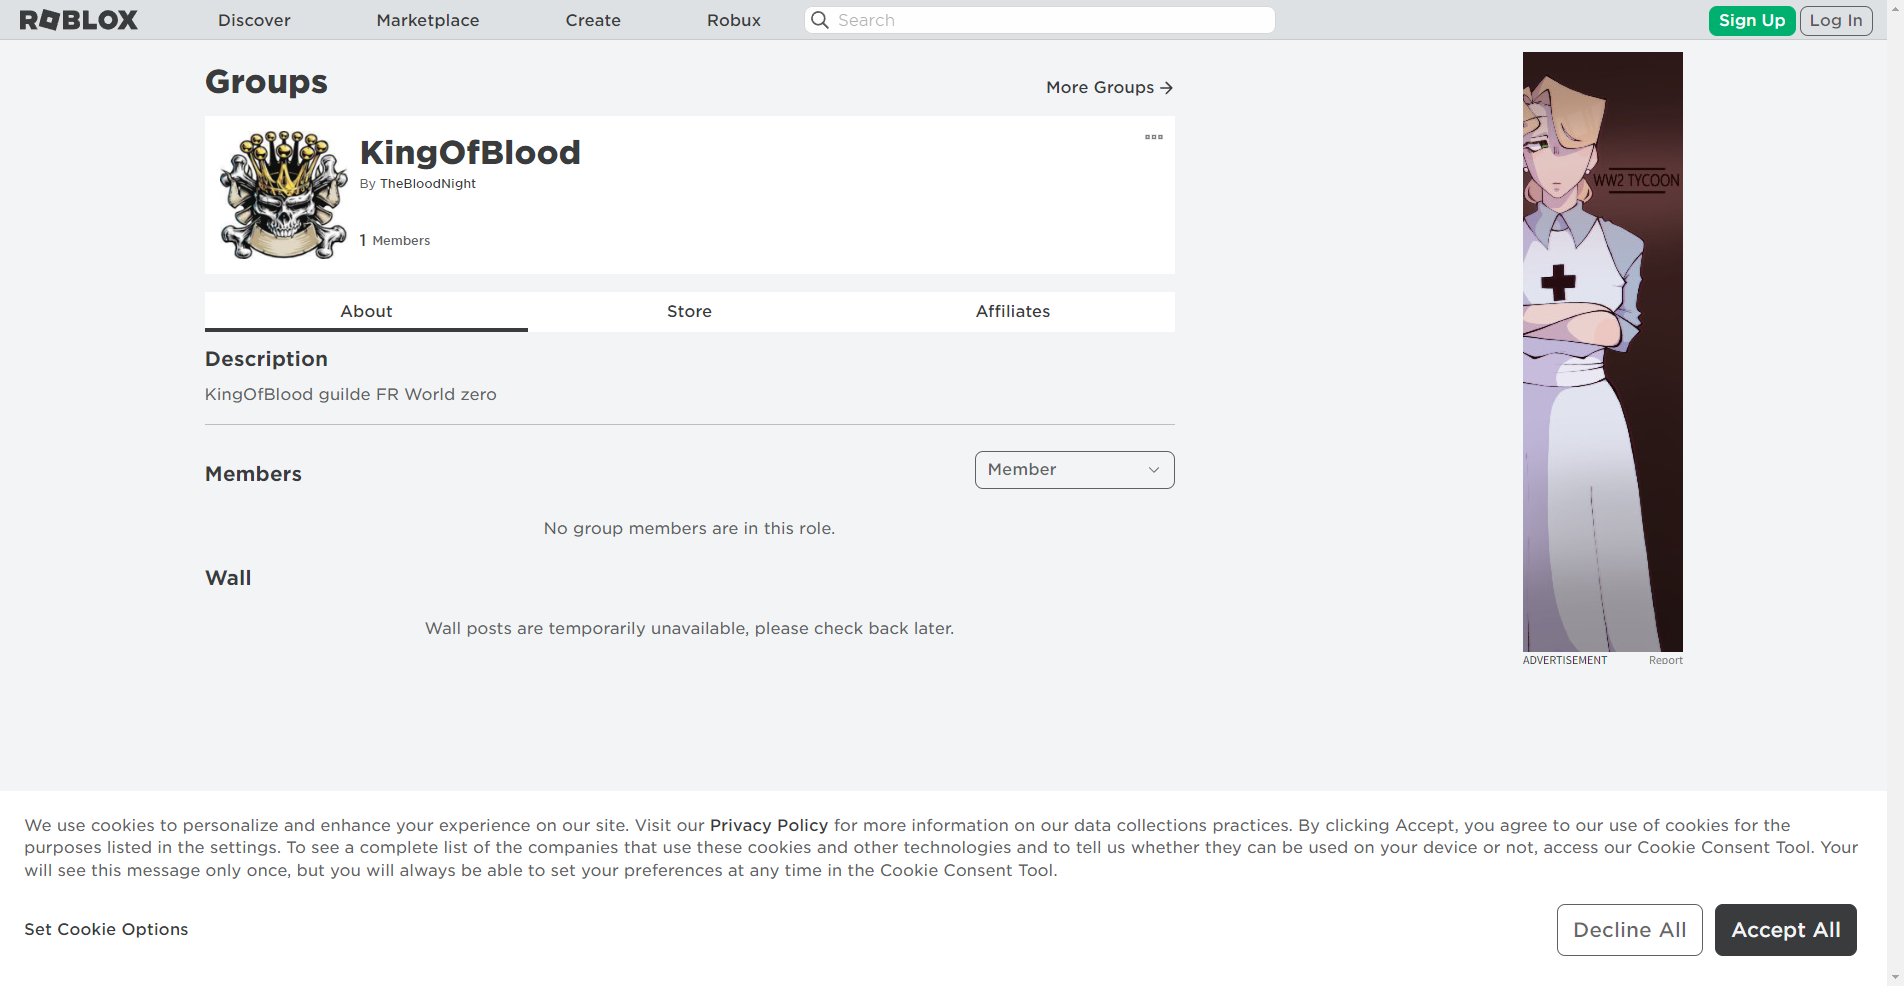 ROBLOX
Discover
Marketplace
Create
Robux
Search
Sign Up
Log In
Groups
More Groups
KingOfBlood
By TheBloodNight
1 Members
About
Store
Affiliates
Description
KingOfBlood guilde FR World zero
Members
Member
No group members are in this role.
Wall
Wall posts are temporarily unavailable, please check back later.
WW2 TYCOON
ADVERTISEMENT
Report
We use cookies to personalize and enhance your experience on our site. Visit our Privacy Policy for more information on our data collections practices. By clicking Accept, you agree to our use of cookies for the
purposes listed in the settings. To see a complete list of the companies that use these cookies and other technologies and to tell us whether they can be used on your device or not, access our Cookie Consent Tool. Your
will see this message only once, but you will always be able to set your preferences at any time in the Cookie Consent Tool.
Set Cookie Options
Decline All
Accept All